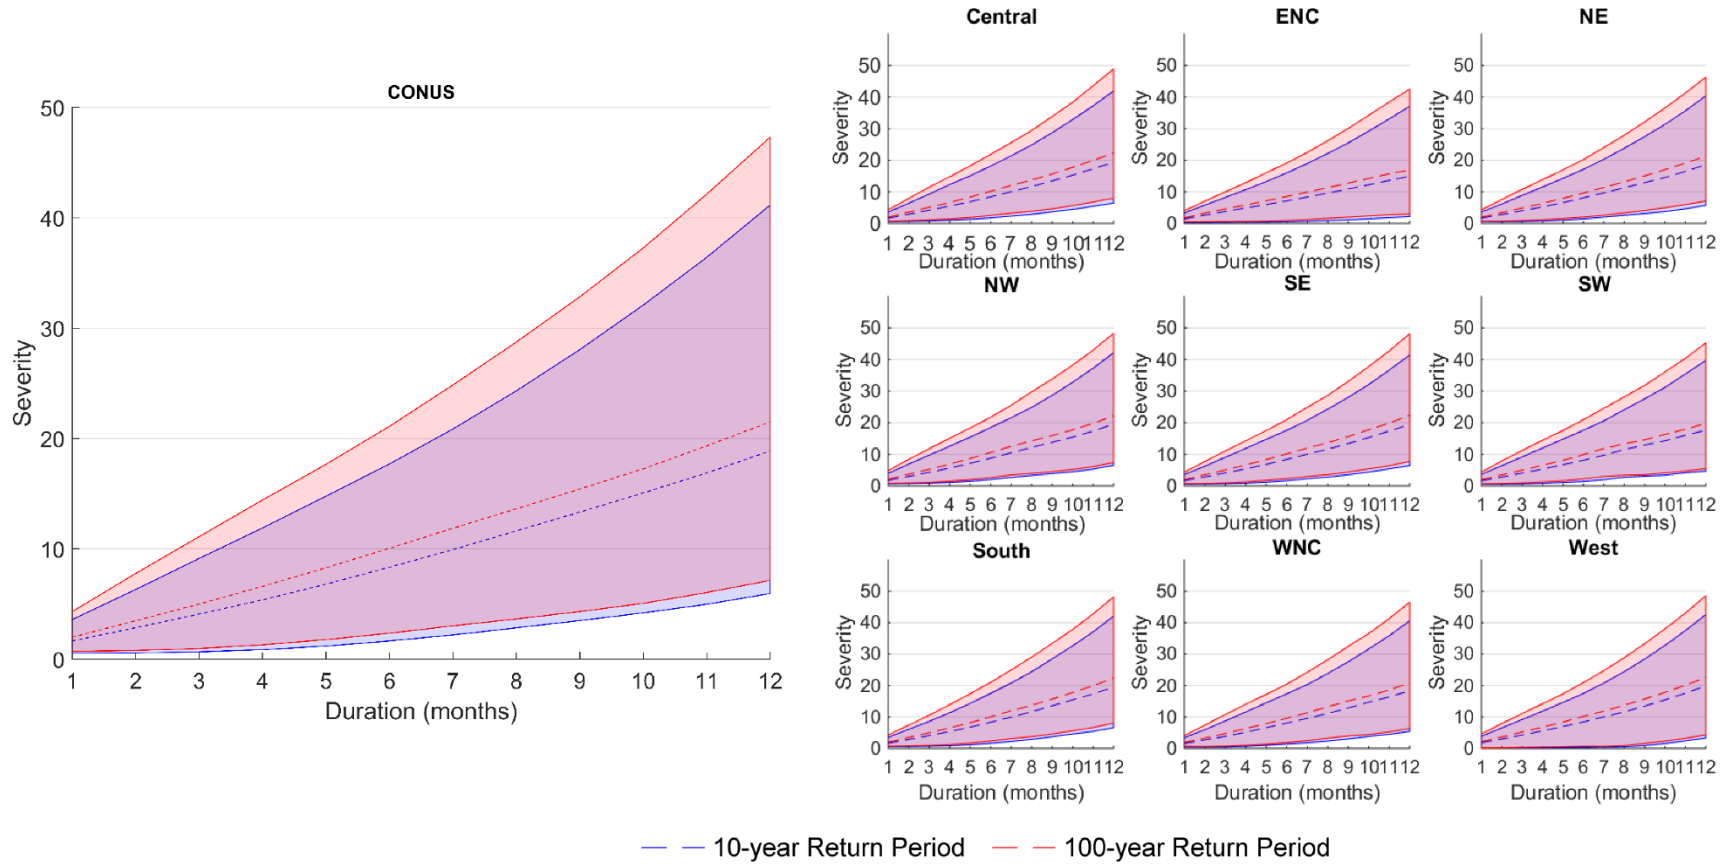 CONUS
50
40
30
20
10
0
Severity
1 2 3 4 5 6 7 8 9 10 11 12
Duration (months)
Central
50
40
30
20
10
0
Severity
1 2 3 4 5 6 7 8 9 101112
Duration (months)
ENC
50
40
30
20
10
0
Severity
1 2 3 4 5 6 7 8 9 101112
Duration (months)
NE
50
40
30
20
10
0
Severity
1 2 3 4 5 6 7 8 9 101112
Duration (months)
NW
50
40
30
20
10
0
Severity
1 2 3 4 5 6 7 8 9 101112
Duration (months)
SE
50
40
30
20
10
0
Severity
1 2 3 4 5 6 7 8 9 101112
Duration (months)
SW
50
40
30
20
10
0
Severity
1 2 3 4 5 6 7 8 9 101112
Duration (months)
South
50
40
30
20
10
0
Severity
1 2 3 4 5 6 7 8 9 101112
Duration (months)
WNC
50
40
30
20
10
0
Severity
1 2 3 4 5 6 7 8 9 101112
Duration (months)
West
50
40
30
20
10
0
Severity
1 2 3 4 5 6 7 8 9 101112
Duration (months)
10-year Return Period 100-year Return Period